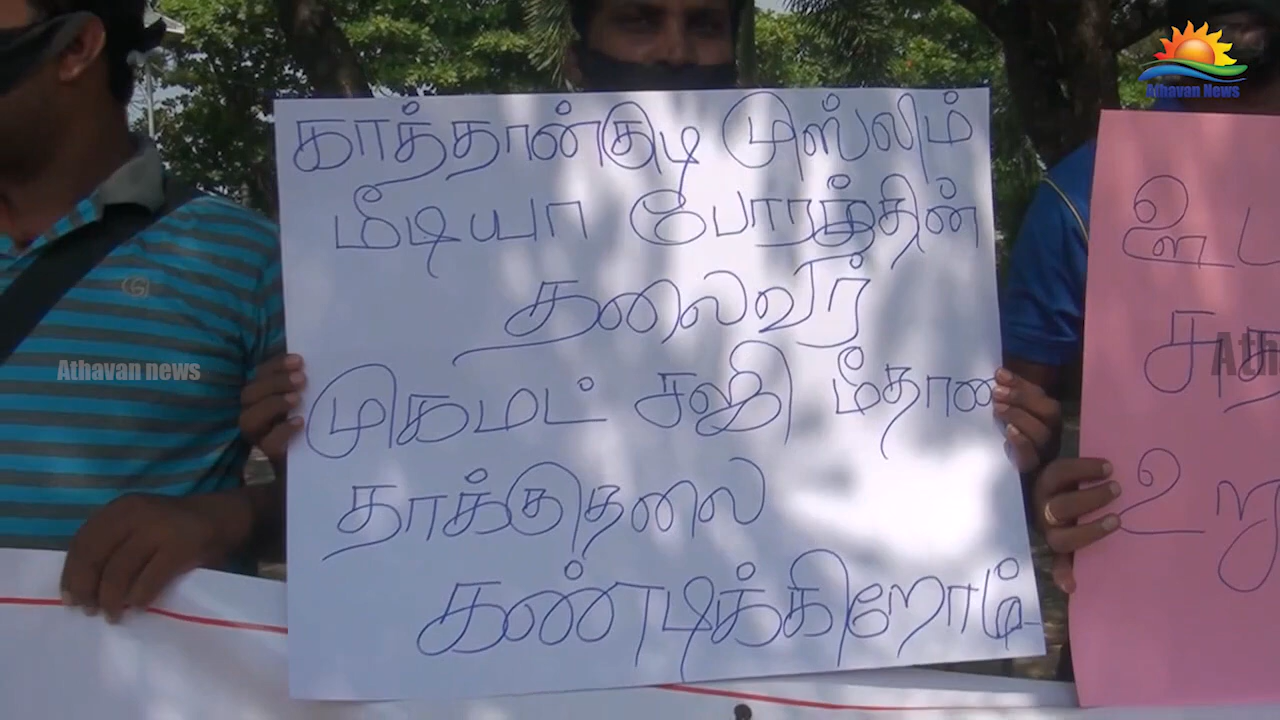 காத்தான்குடி முஸ்லிம்
மீடியா போரத்தின்
தலைவர்
முகமட் சஜி மீதான
தாக்குதலை
கண்டிக்கிறோம்
Athavan News
Athavan news